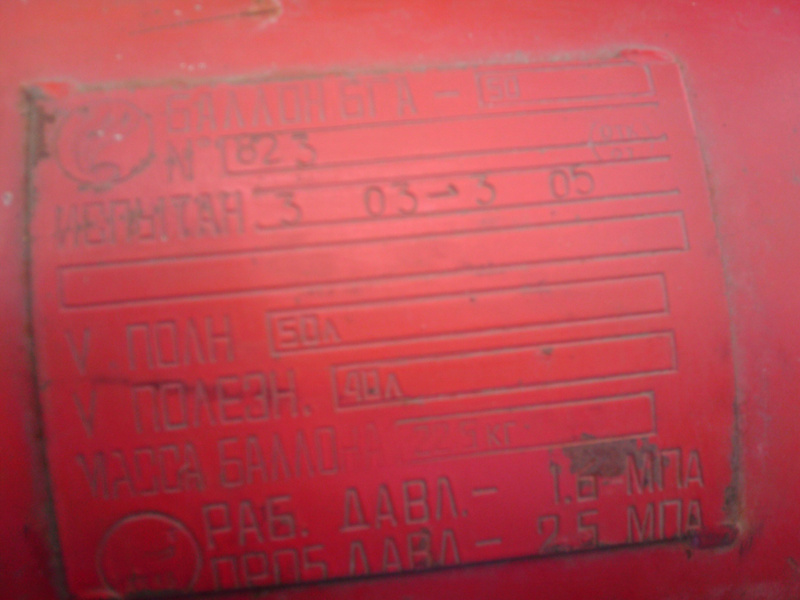 БАЛЛОН БГА - 50
№ 1823
ИСПЫТАН 3 03 - 3 05
V. ПОЛН 50л
V ПОЛЕЗН. 40л
МАССА БАЛЛОНА 22.5 кг
РАБ. ДАВЛ.- 1.6 МПА
ПРОБ ДАВЛ - 2.5 МПА